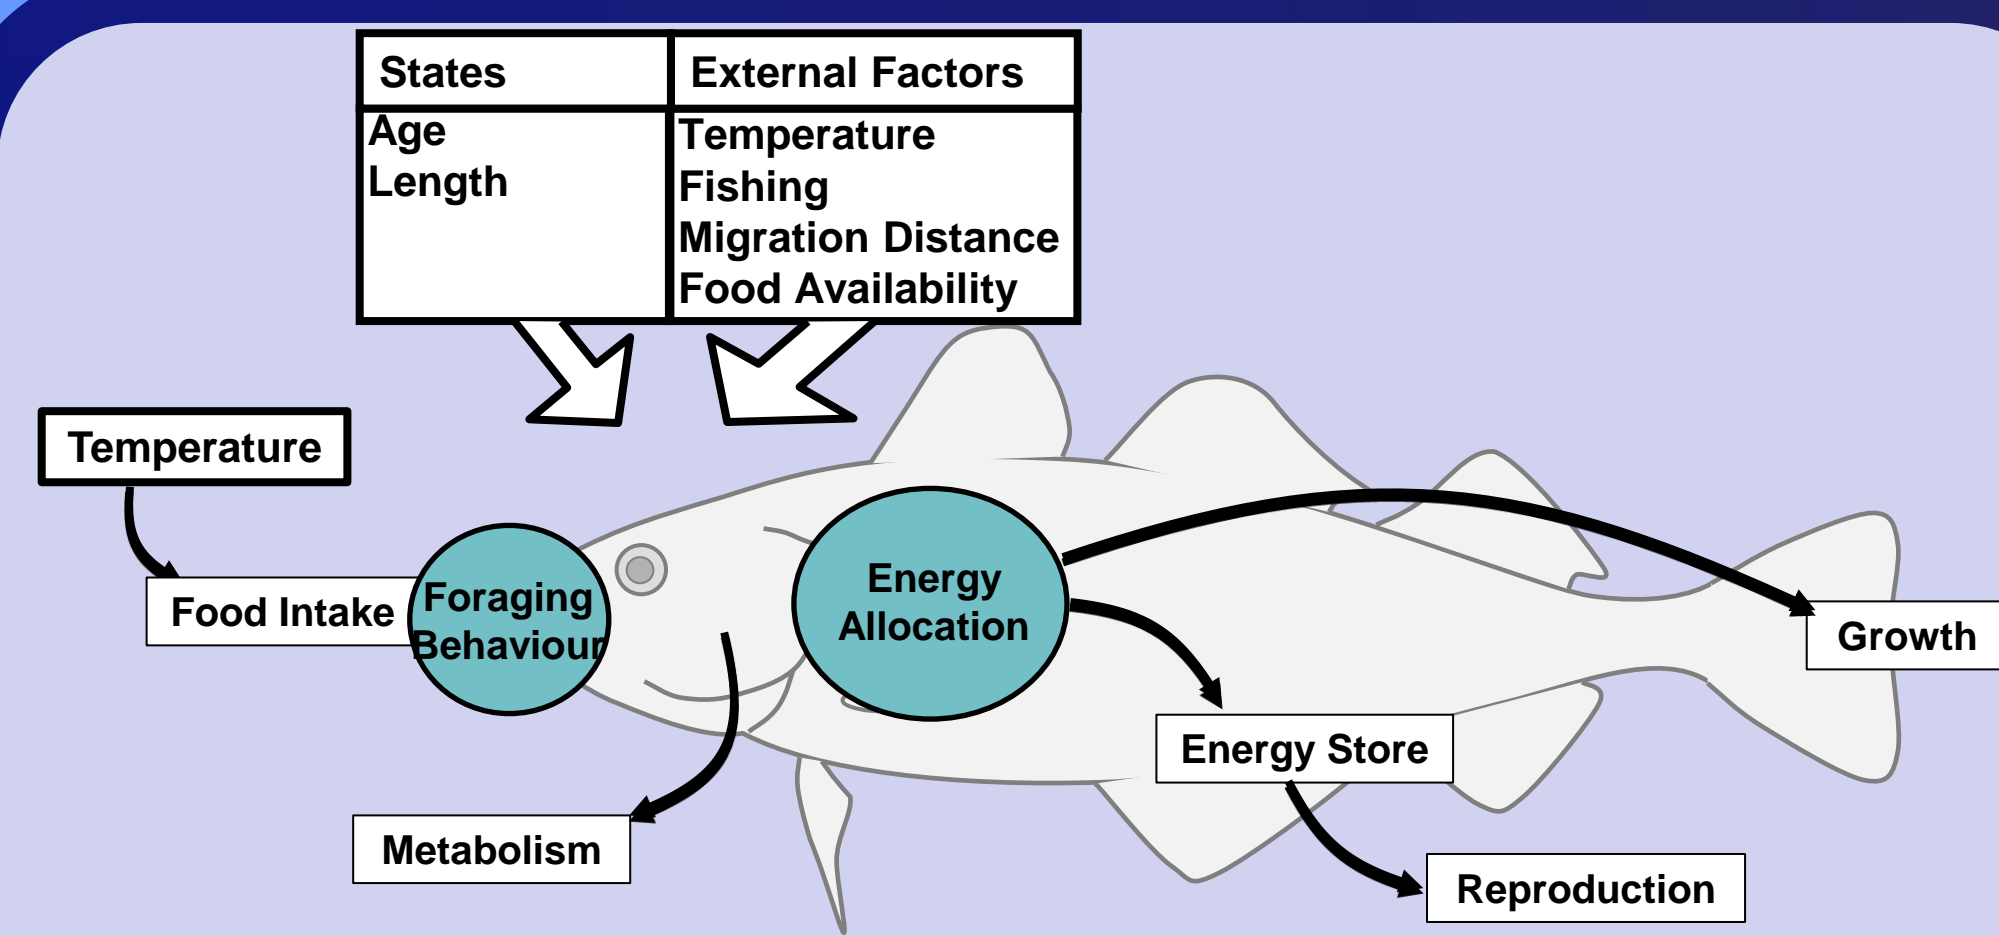 States
External Factors
Age
Length
Temperature
Fishing
Migration Distance
Food Availability
Temperature
Food Intake
Foraging
Behaviour
Energy
Allocation
Growth
Energy Store
Metabolism
Reproduction